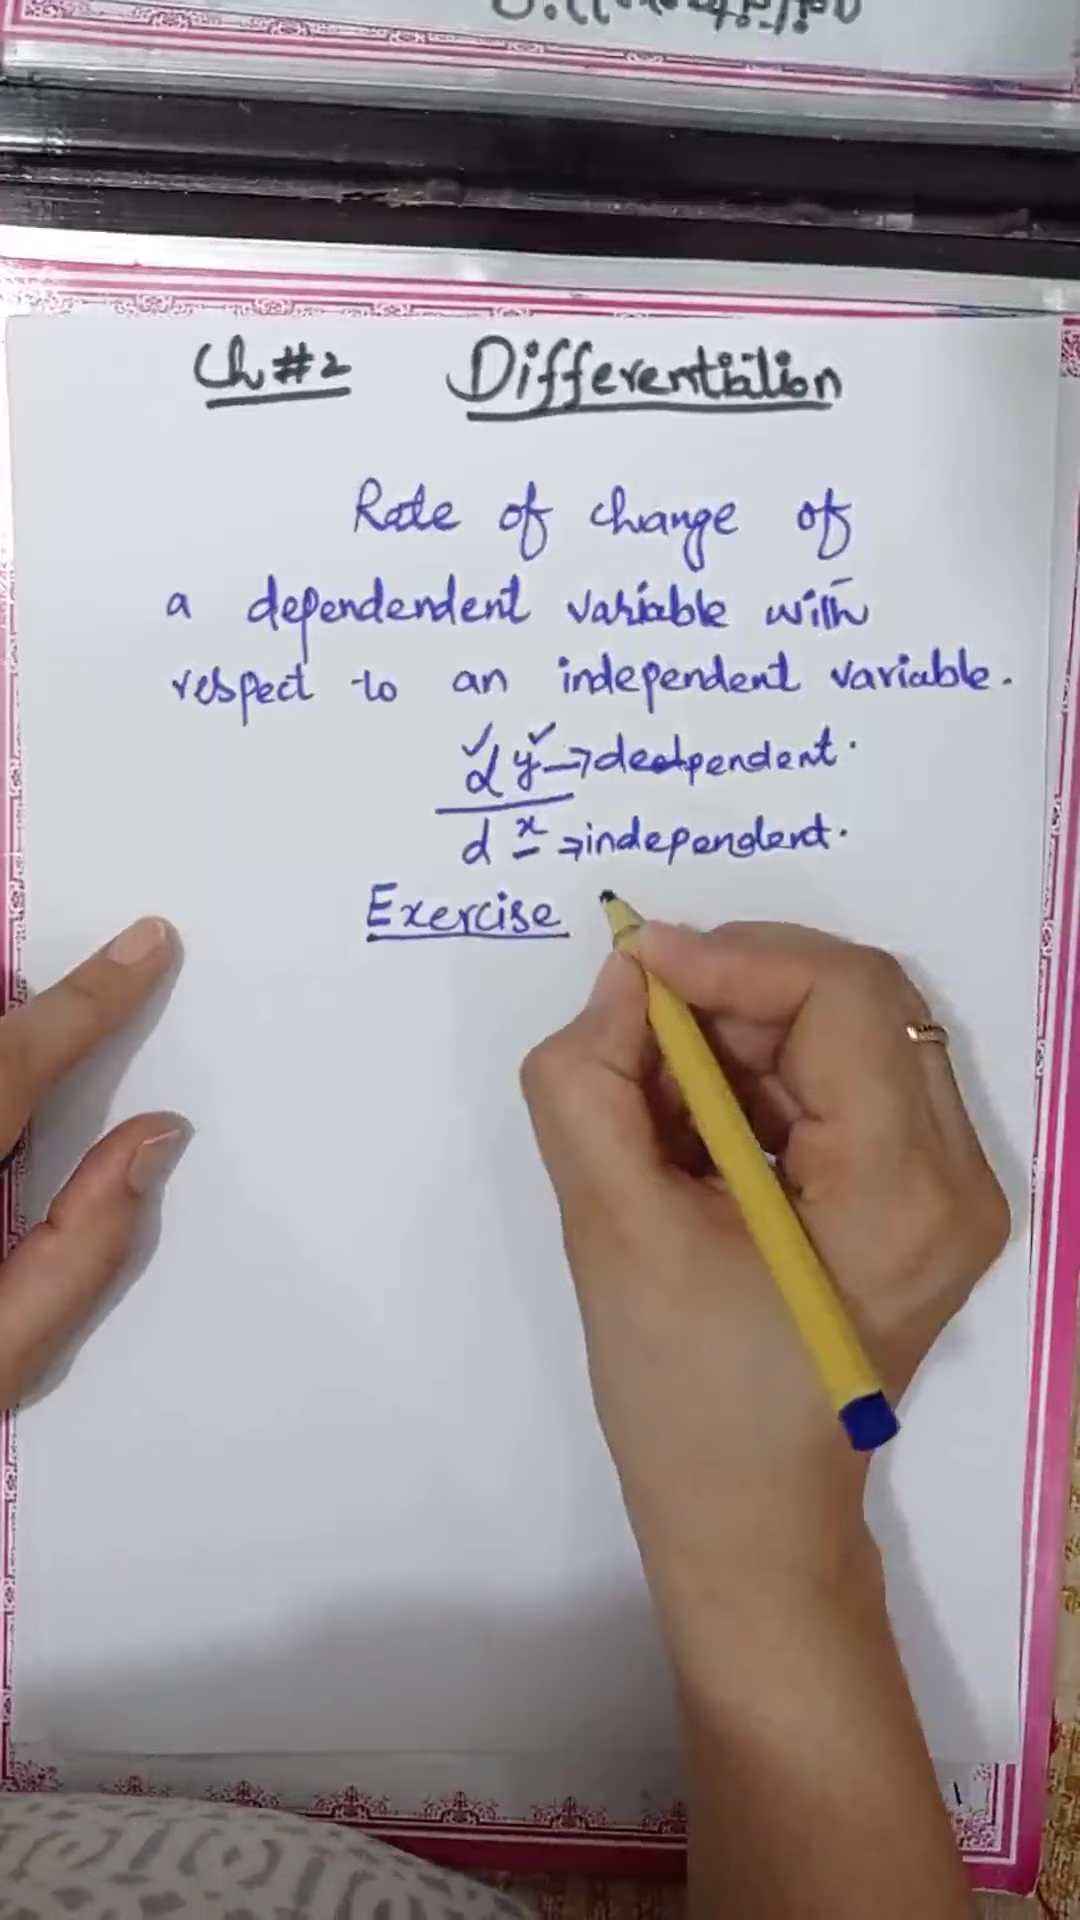 Ch #2 Differentiation
Rate of change of
a dependendent variable with
respect to an independent variable.
dy → dependent.
dx → independent.
Exercise